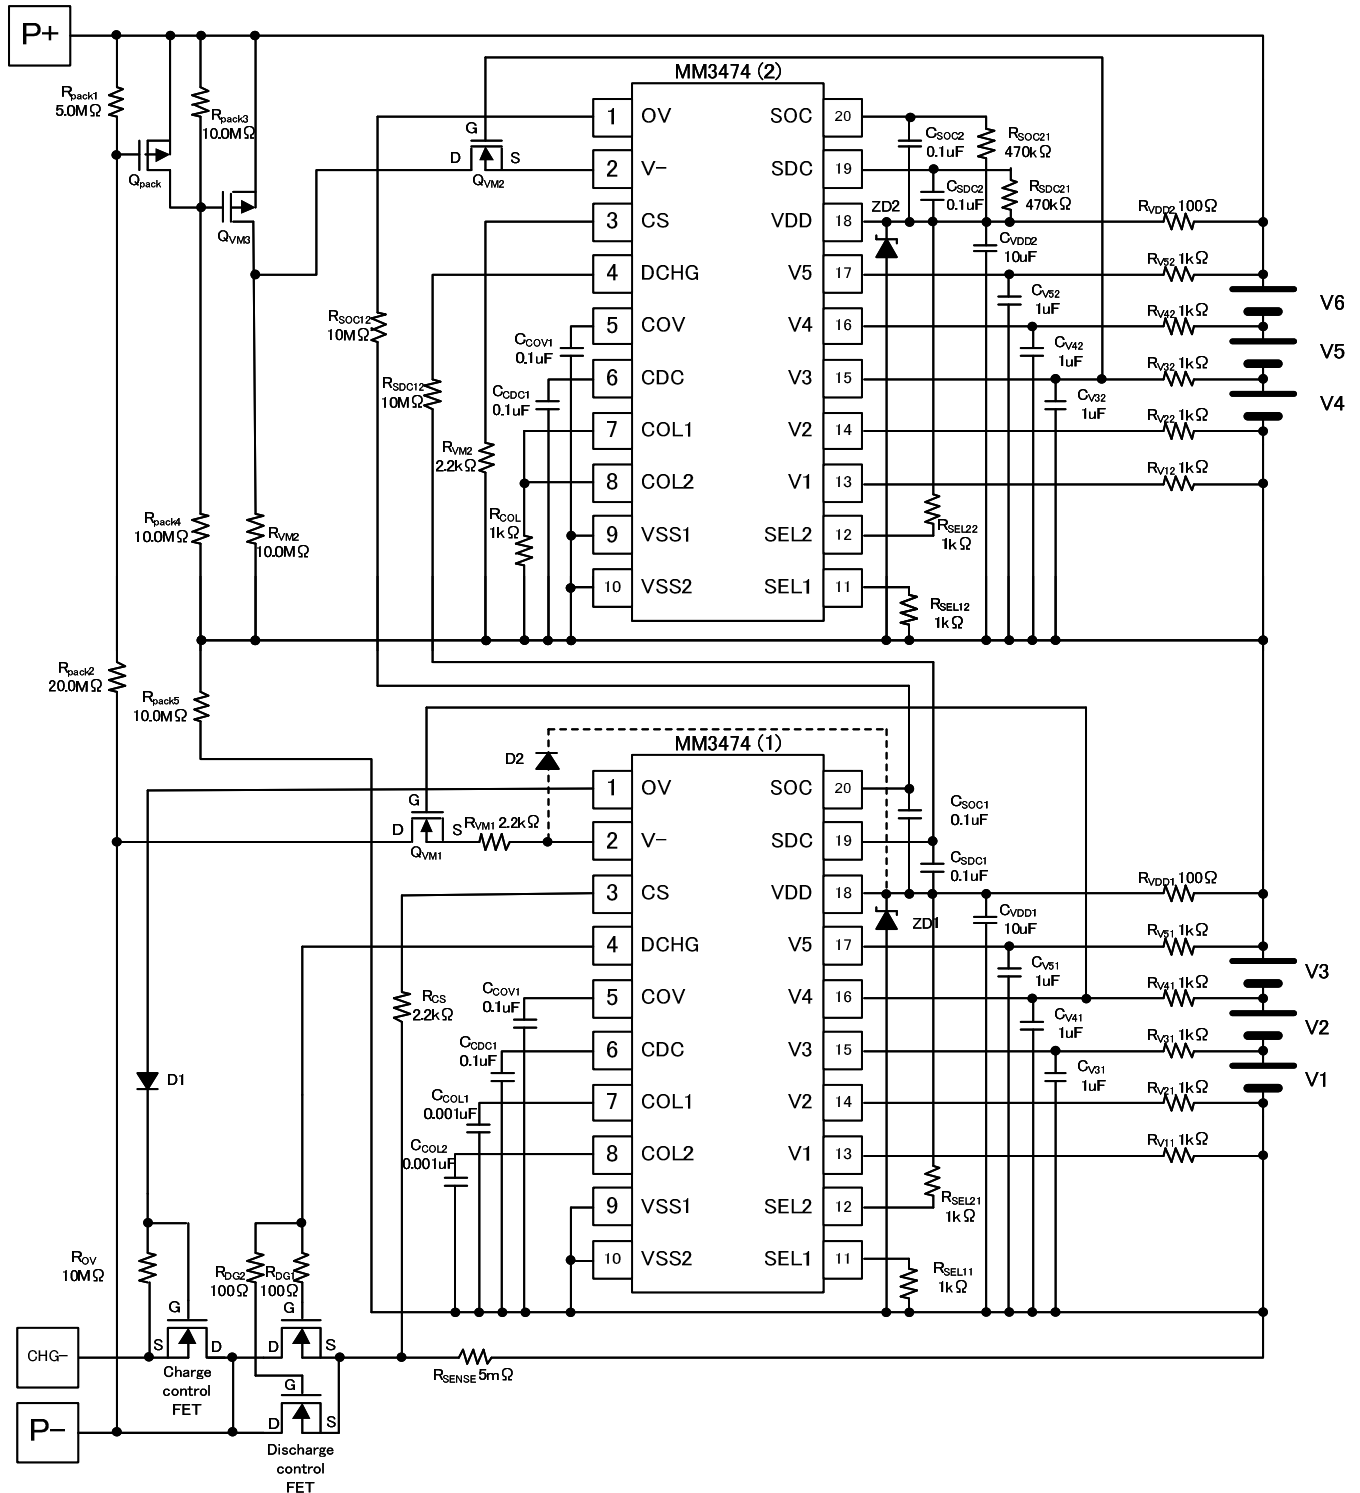 P+
MM3474 (2)
Rpack1
5.0MΩ
Rpack3
10.0MΩ
Qpack
QVM3
G
D
S
QVM2
1
OV
2
V-
3
CS
4
DCHG
5
COV
6
CDC
7
COL1
8
COL2
9
VSS1
10
VSS2
SOC
20
SDC
19
VDD
18
V5
17
V4
16
V3
15
V2
14
V1
13
SEL2
12
SEL1
11
CSOC2
0.1uF
RSOC21
470kΩ
CSDC2
0.1uF
RSDC21
470kΩ
ZD2
CVDD2
10uF
RVDD2 100Ω
RV52 1kΩ
CV52
1uF
RV42 1kΩ
CV42
1uF
RV32 1kΩ
CV32
1uF
RV22 1kΩ
RV12 1kΩ
V6
V5
V4
RSOC12
10MΩ
RSDC12
10MΩ
RVM2
2.2kΩ
CCOV1
0.1uF
CCDC1
0.1uF
RCOL
1kΩ
Rpack4
10.0MΩ
RVM2
10.0MΩ
RSEL22
1kΩ
RSEL12
1kΩ
Rpack2
20.0MΩ
Rpack5
10.0MΩ
MM3474 (1)
D2
G
D
S
QVM1
RVM1 2.2kΩ
1
OV
2
V-
3
CS
4
DCHG
5
COV
6
CDC
7
COL1
8
COL2
9
VSS1
10
VSS2
SOC
20
SDC
19
VDD
18
V5
17
V4
16
V3
15
V2
14
V1
13
SEL2
12
SEL1
11
CSOC1
0.1uF
CSDC1
0.1uF
ZD1
CVDD1
10uF
RVDD1 100Ω
RV51 1kΩ
CV51
1uF
RV41 1kΩ
CV41
1uF
RV31 1kΩ
CV31
1uF
RV21 1kΩ
RV11 1kΩ
V3
V2
V1
RCS
2.2kΩ
CCOV1
0.1uF
CCDC1
0.1uF
CCOL1
0.001uF
CCOL2
0.001uF
D1
RSEL21
1kΩ
RSEL11
1kΩ
ROV
10MΩ
RDG2
100Ω
RDG1
100Ω
G
S
D
Charge
control
FET
G
D
S
G
D
S
Discharge
control
FET
RSENSE 5mΩ
CHG-
P-